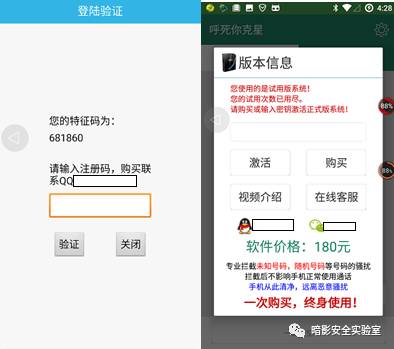 登陆验证
您的特征码为：
681860
请输入注册码，购买联
系QQ
验证
关闭
4:28
呼死你克星
版本信息
您使用的是试用版系统！
您的试用次数已用尽。
请购买或输入密钥激活正式版系统！
激活
购买
视频介绍
在线客服
软件价格：180元
专业拦截未知号码，随机号码等号码的骚扰
拦截后不影响手机正常使用通话
手机从此清净，远离恶意骚扰
一次购买，终身使用！
88%
88%
暗影安全实验室